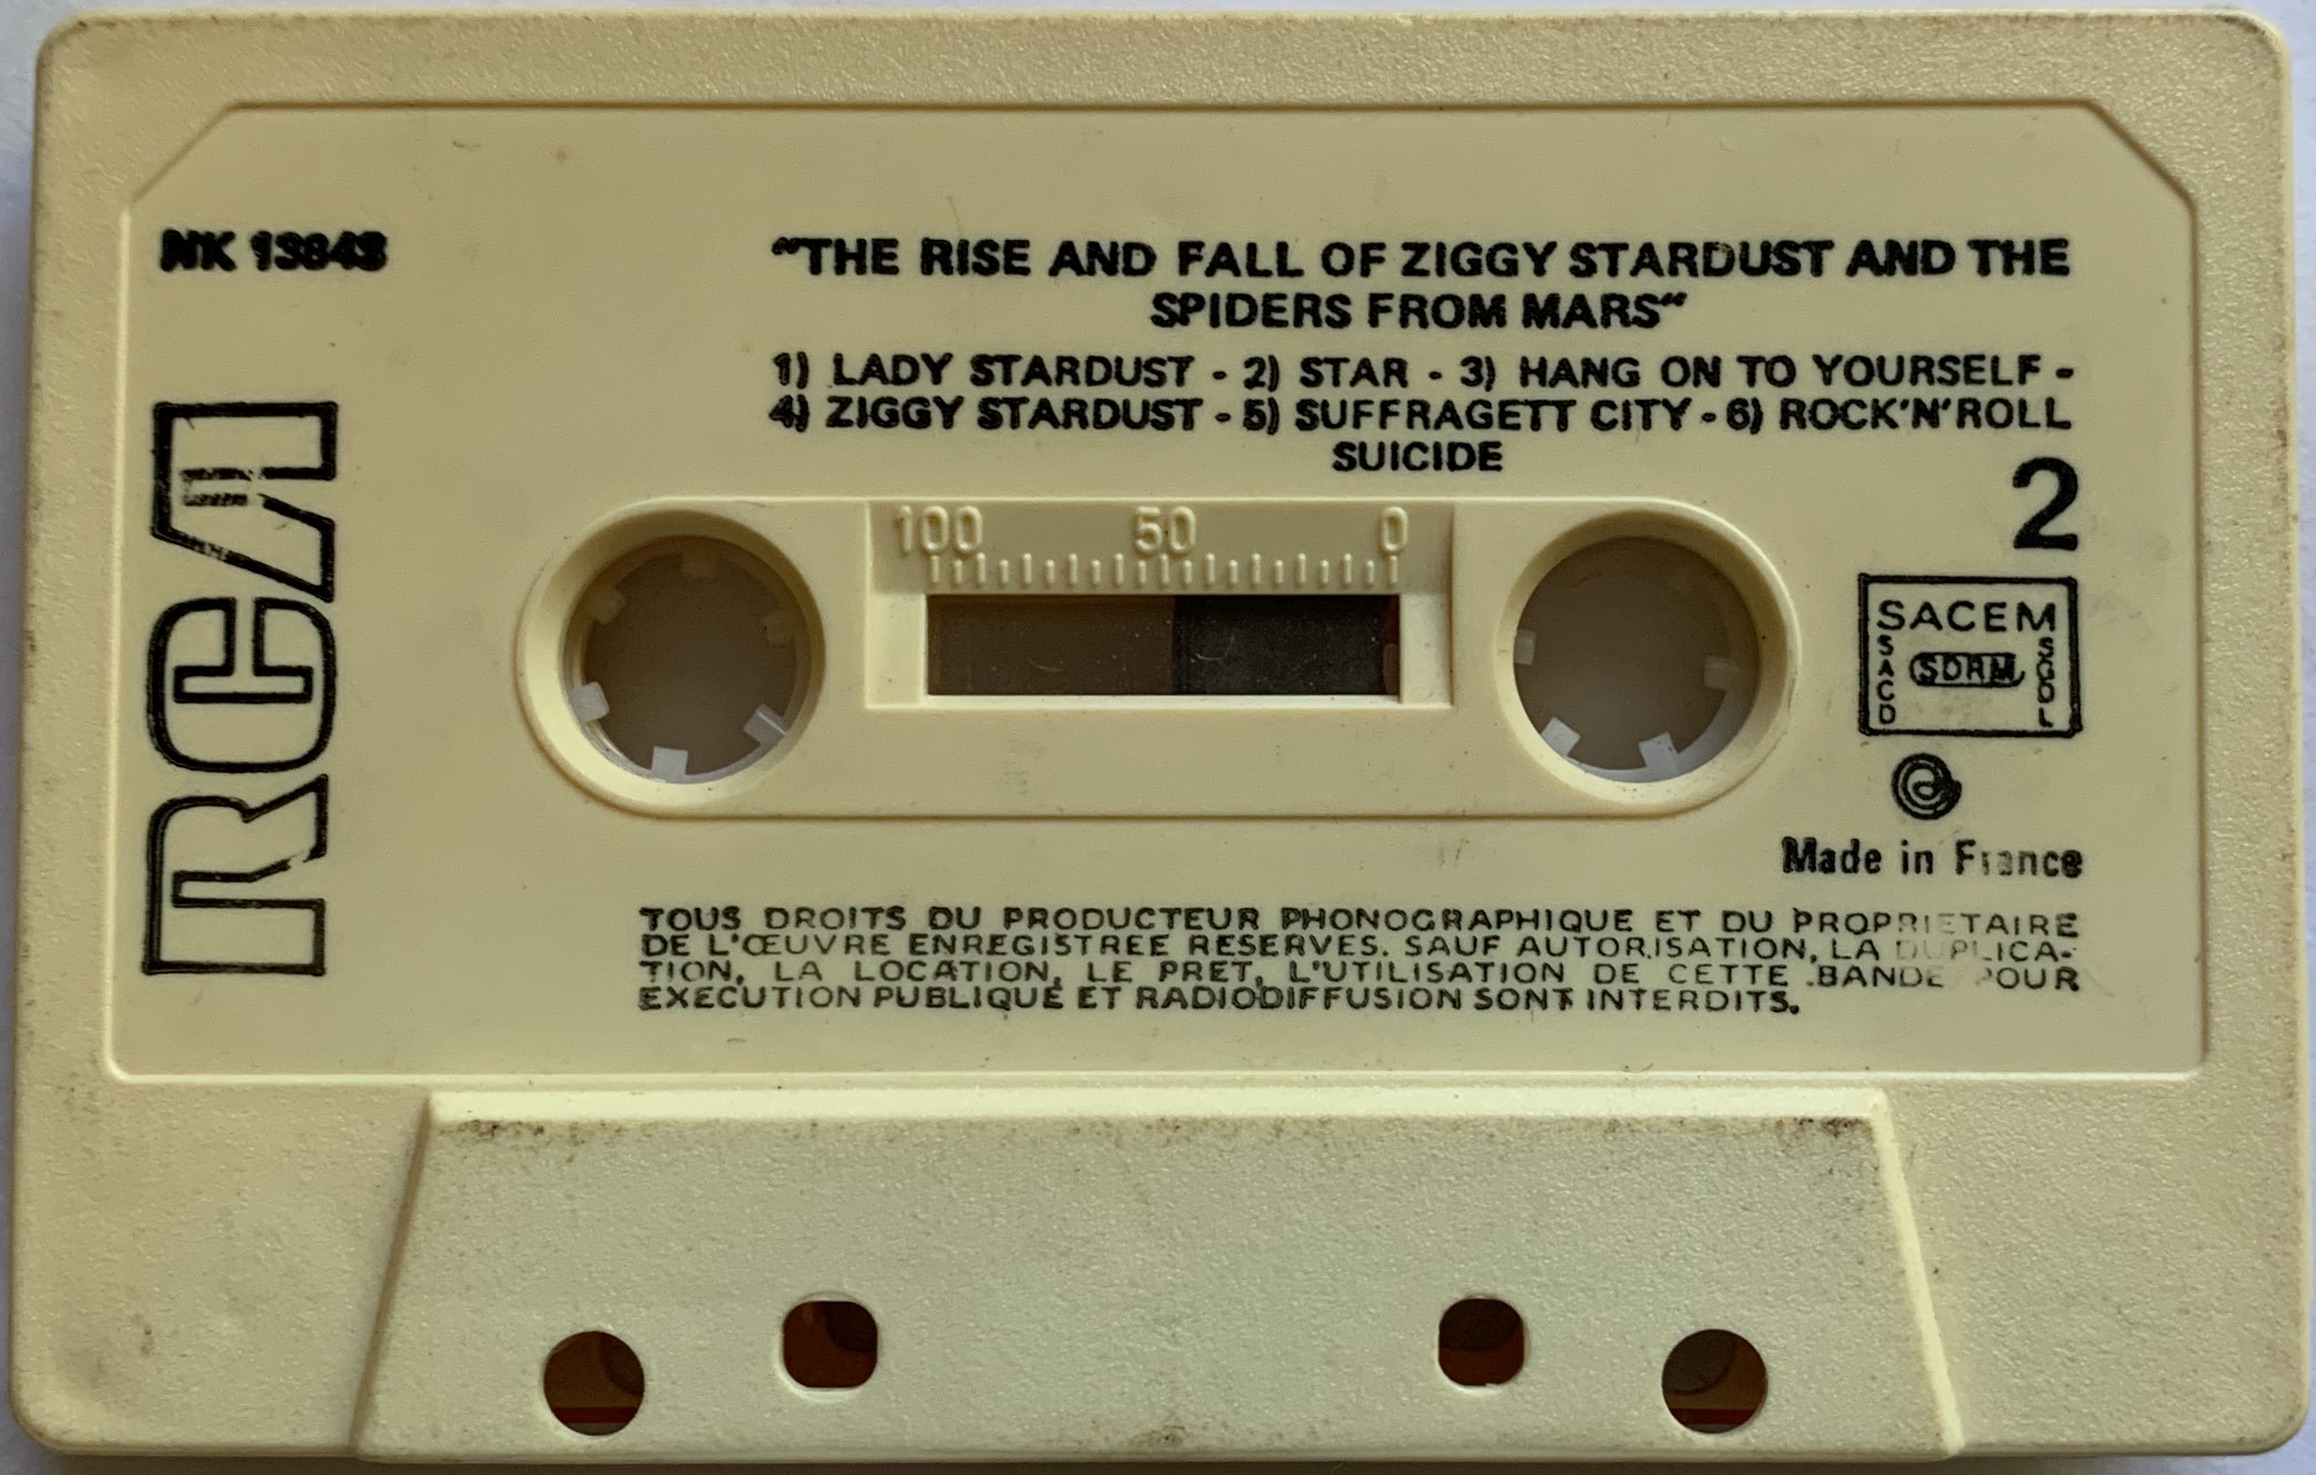 NK 13843
"THE RISE AND FALL OF ZIGGY STARDUST AND THE
SPIDERS FROM MARS"
1) LADY STARDUST - 2) STAR - 3) HANG ON TO YOURSELF -
4) ZIGGY STARDUST - 5) SUFFRAGETT CITY - 6) ROCK'N'ROLL
SUICIDE
2
RCA
100 50 0
SACEM
SACD
SDRM
SGDL
Made in France
TOUS DROITS DU PRODUCTEUR PHONOGRAPHIQUE ET DU PROPRIETAIRE
DE L'ŒUVRE ENREGISTREE RESERVES. SAUF AUTORISATION, LA DUPLICA-
TION, LA LOCATION, LE PRET, L'UTILISATION DE CETTE BANDE POUR
EXECUTION PUBLIQUE ET RADIODIFFUSION SONT INTERDITS.